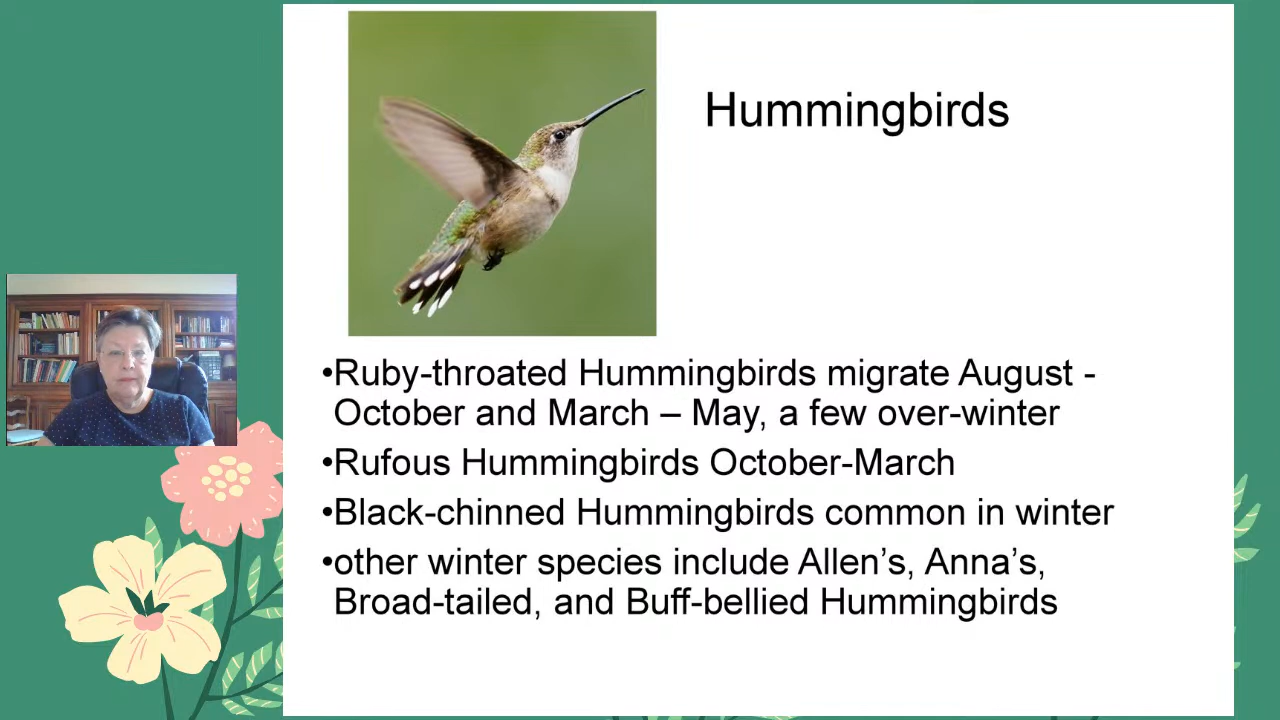 Hummingbirds
•Ruby-throated Hummingbirds migrate August -
October and March – May, a few over-winter
•Rufous Hummingbirds October-March
•Black-chinned Hummingbirds common in winter
•other winter species include Allen’s, Anna’s,
Broad-tailed, and Buff-bellied Hummingbirds